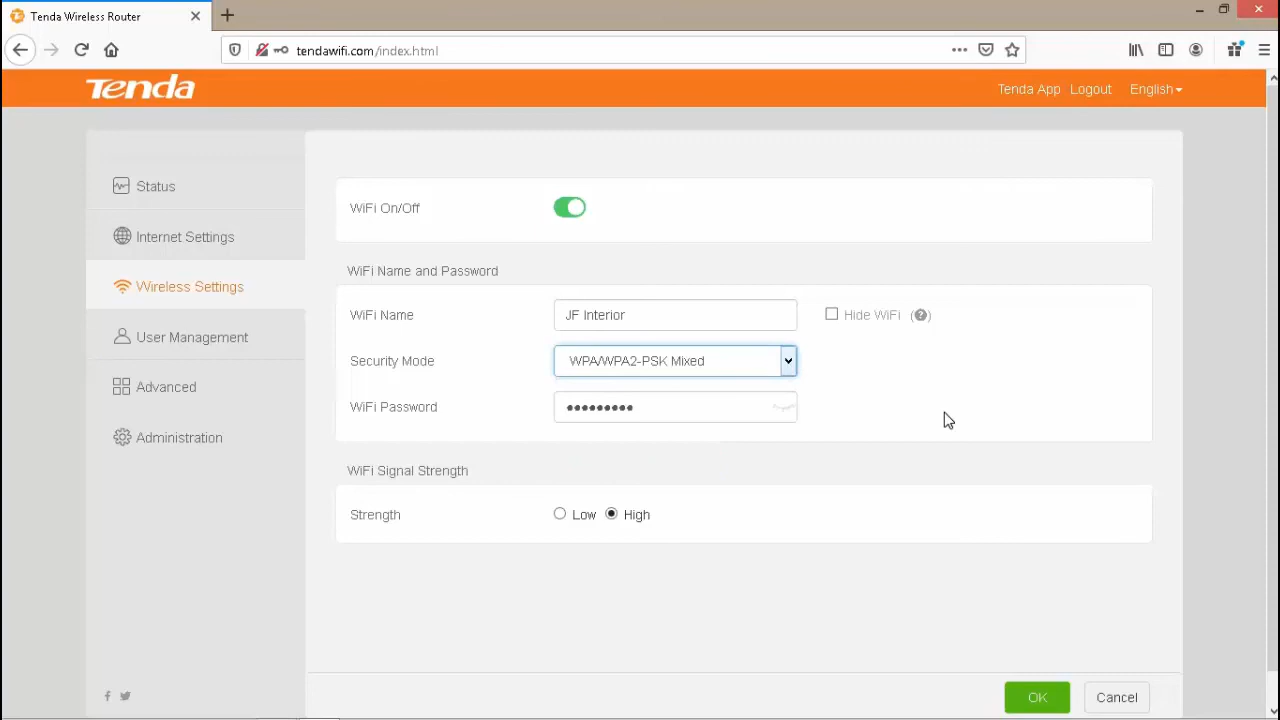 Tenda Wireless Router
tendawifi.com/index.html
Tenda
Tenda App Logout English
Status
Internet Settings
Wireless Settings
User Management
Advanced
Administration
WiFi On/Off
WiFi Name and Password
WiFi Name JF Interior Hide WiFi (?)
Security Mode WPA/WPA2-PSK Mixed
WiFi Password •••••••••
WiFi Signal Strength
Strength Low High
OK Cancel